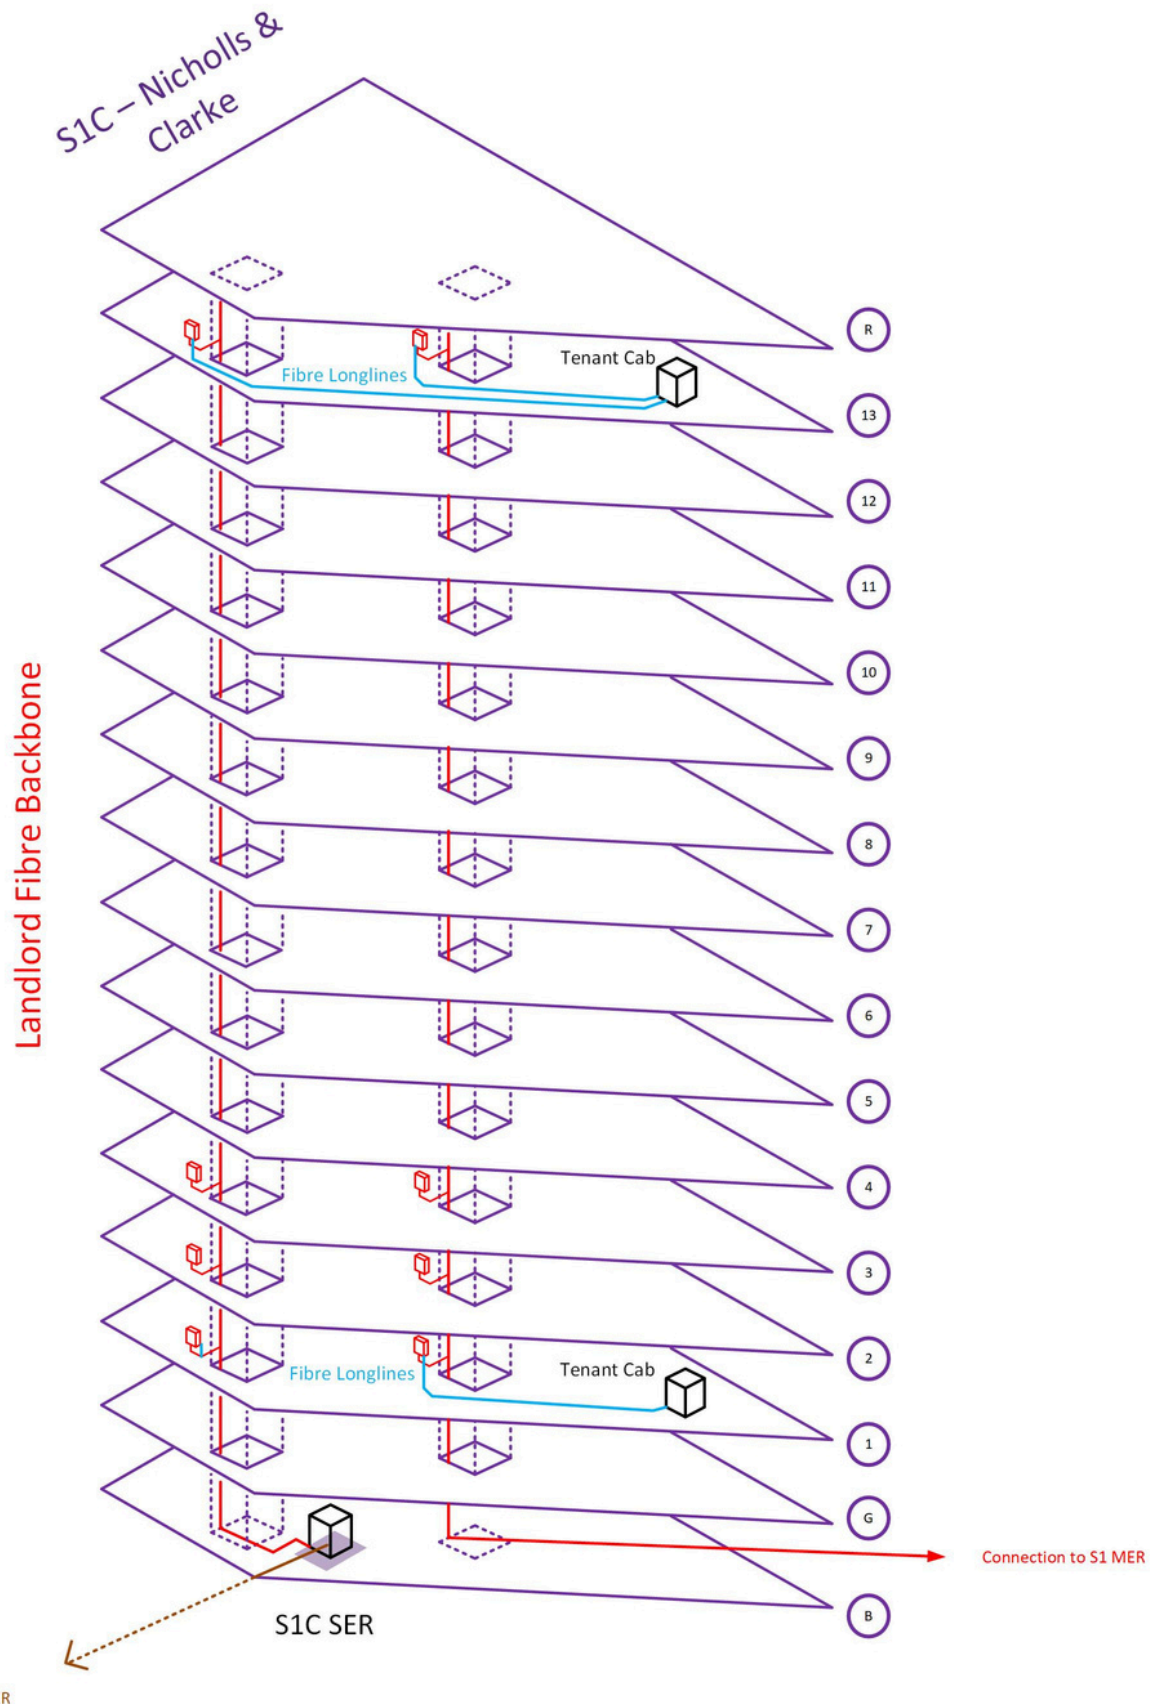 S1C – Nicholls &
Clarke
R
Tenant Cab
Fibre Longlines
13
12
11
10
9
Landlord Fibre Backbone
8
7
6
5
4
3
2
Tenant Cab
Fibre Longlines
1
G
Connection to S1 MER
B
S1C SER
R